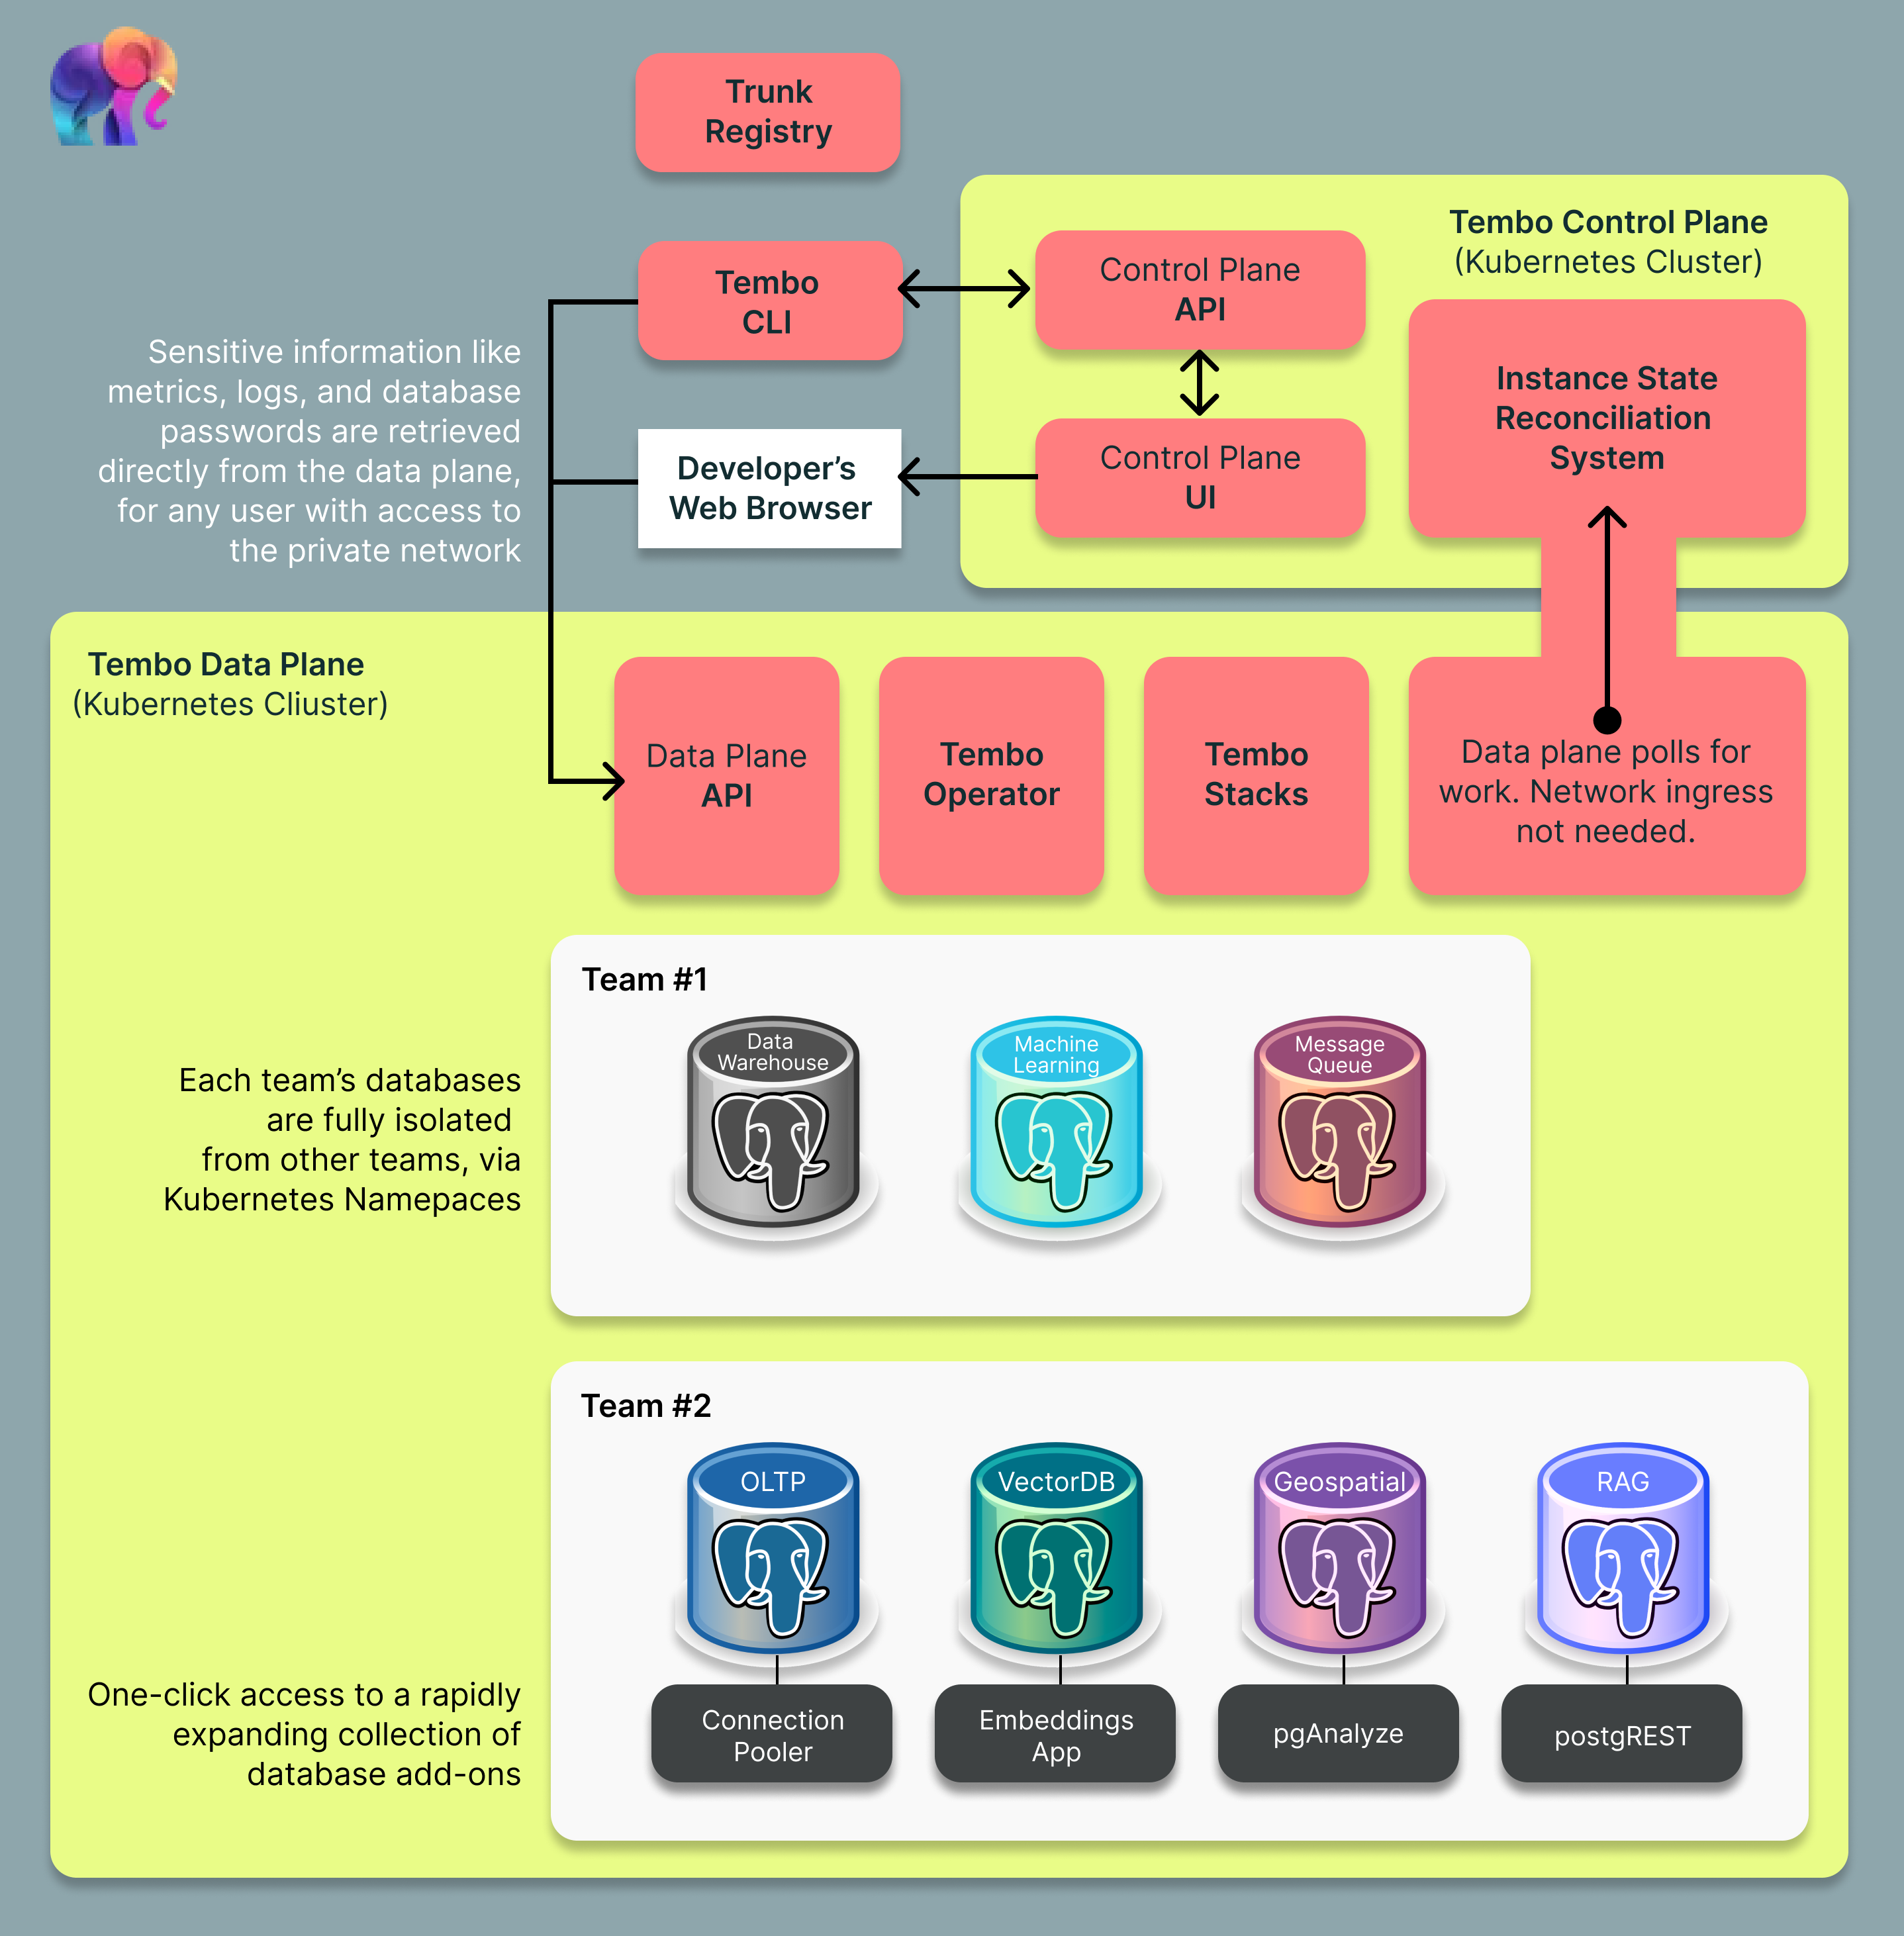 Trunk
Registry
Tembo Control Plane
(Kubernetes Cluster)
Tembo
CLI
Control Plane
API
Instance State
Reconciliation
System
Sensitive information like
metrics, logs, and database
passwords are retrieved
directly from the data plane,
for any user with access to
the private network
Developer’s
Web Browser
Control Plane
UI
Tembo Data Plane
(Kubernetes Cliuster)
Data Plane
API
Tembo
Operator
Tembo
Stacks
Data plane polls for
work. Network ingress
not needed.
Team #1
Data
Warehouse
Machine
Learning
Message
Queue
Each team’s databases
are fully isolated
from other teams, via
Kubernetes Namepaces
Team #2
OLTP
VectorDB
Geospatial
RAG
One-click access to a rapidly
expanding collection of
database add-ons
Connection
Pooler
Embeddings
App
pgAnalyze
postgREST